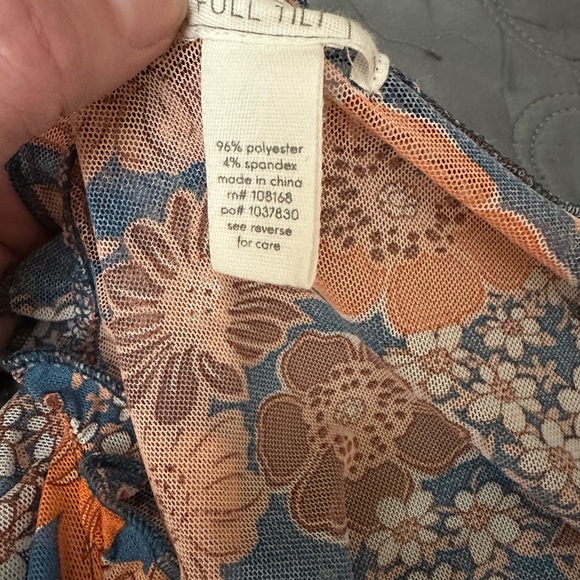 FULL TILT
96% polyester
4% spandex
made in china
rn# 108168
po# 1037830
see reverse
for care